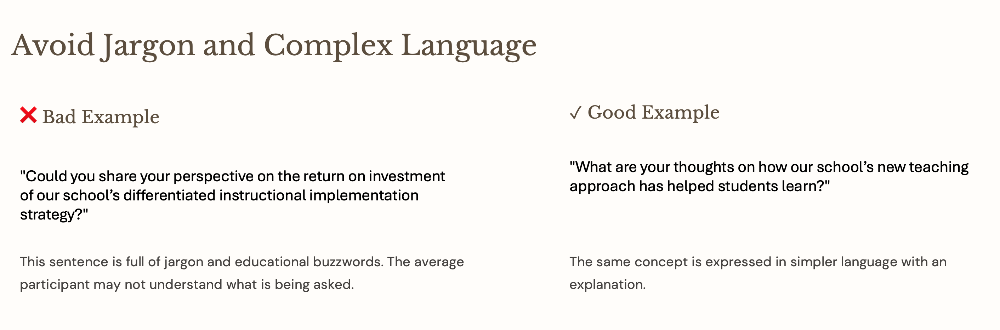 Avoid Jargon and Complex Language
❌ Bad Example
"Could you share your perspective on the return on investment
of our school’s differentiated instructional implementation
strategy?"
This sentence is full of jargon and educational buzzwords. The average
participant may not understand what is being asked.
✓ Good Example
"What are your thoughts on how our school’s new teaching
approach has helped students learn?"
The same concept is expressed in simpler language with an
explanation.